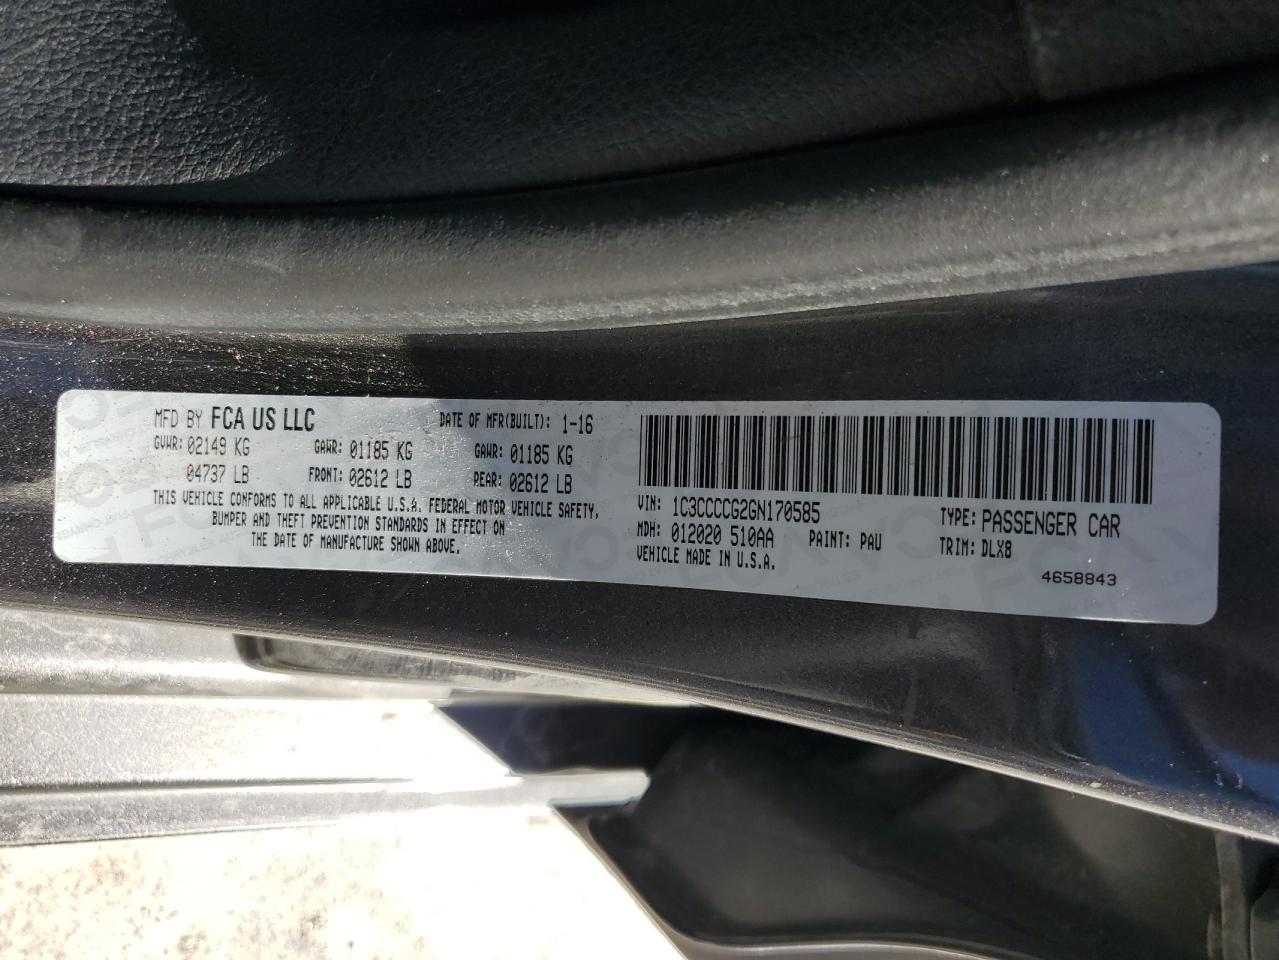 MFD BY FCA US LLC DATE OF MFR(BUILT): 1-16
GVWR: 02149 KG GAWR: 01185 KG GAWR: 01185 KG
04737 LB FRONT: 02612 LB REAR: 02612 LB
THIS VEHICLE CONFORMS TO ALL APPLICABLE U.S.A. FEDERAL MOTOR VEHICLE SAFETY,
BUMPER AND THEFT PREVENTION STANDARDS IN EFFECT ON
THE DATE OF MANUFACTURE SHOWN ABOVE.
VIN: 1C3CCCCG2GN170585 TYPE: PASSENGER CAR
MDH: 012020 510AA PAINT: PAU TRIM: DLX8
VEHICLE MADE IN U.S.A.
4658843